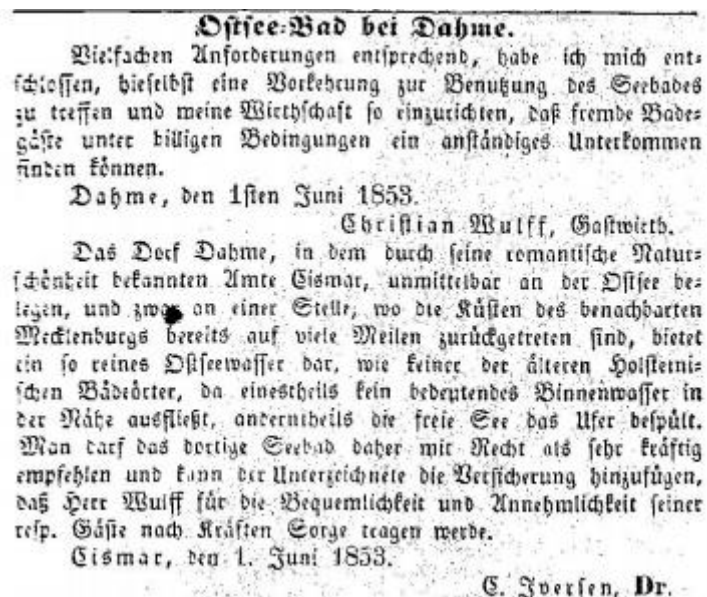 Ostsee-Bad bei Dahme.
Vielfachen Anforderungen entsprechend, habe ich mich ent-
schlossen, hieselbst eine Vorkehrung zur Benutzung des Seebades
zu treffen und meine Wirthschaft so einzurichten, daß fremde Bade-
gäste unter billigen Bedingungen ein anständiges Unterkommen
finden können.
Dahme, den 1sten Juni 1853.
Christian Wulff, Gastwirth.
Das Dorf Dahme, in dem durch seine romantische Natur-
schönheit bekannten Amte Cismar, unmittelbar an der Ostsee be-
legen, und zwar an einer Stelle, wo die Küsten des benachbarten
Mecklenburgs bereits auf viele Meilen zurückgetreten sind, bietet
ein so reines Ostseewasser dar, wie keiner der älteren Holsteini-
schen Bådeörter, da einestheils kein bedeutendes Binnenwasser in
der Nähe ausfließt, anderntheils die freie See das Ufer bespült.
Man darf das dortige Seebad daher mit Recht als sehr kräftig
empfehlen und kann der Unterzeichnete die Versicherung hinzufügen,
daß Herr Wulff für die Bequemlichkeit und Annehmlichkeit seiner
resp. Gäste nach Kräften Sorge tragen werde.
Cismar, den 1. Juni 1853.
C. Iversen, Dr.